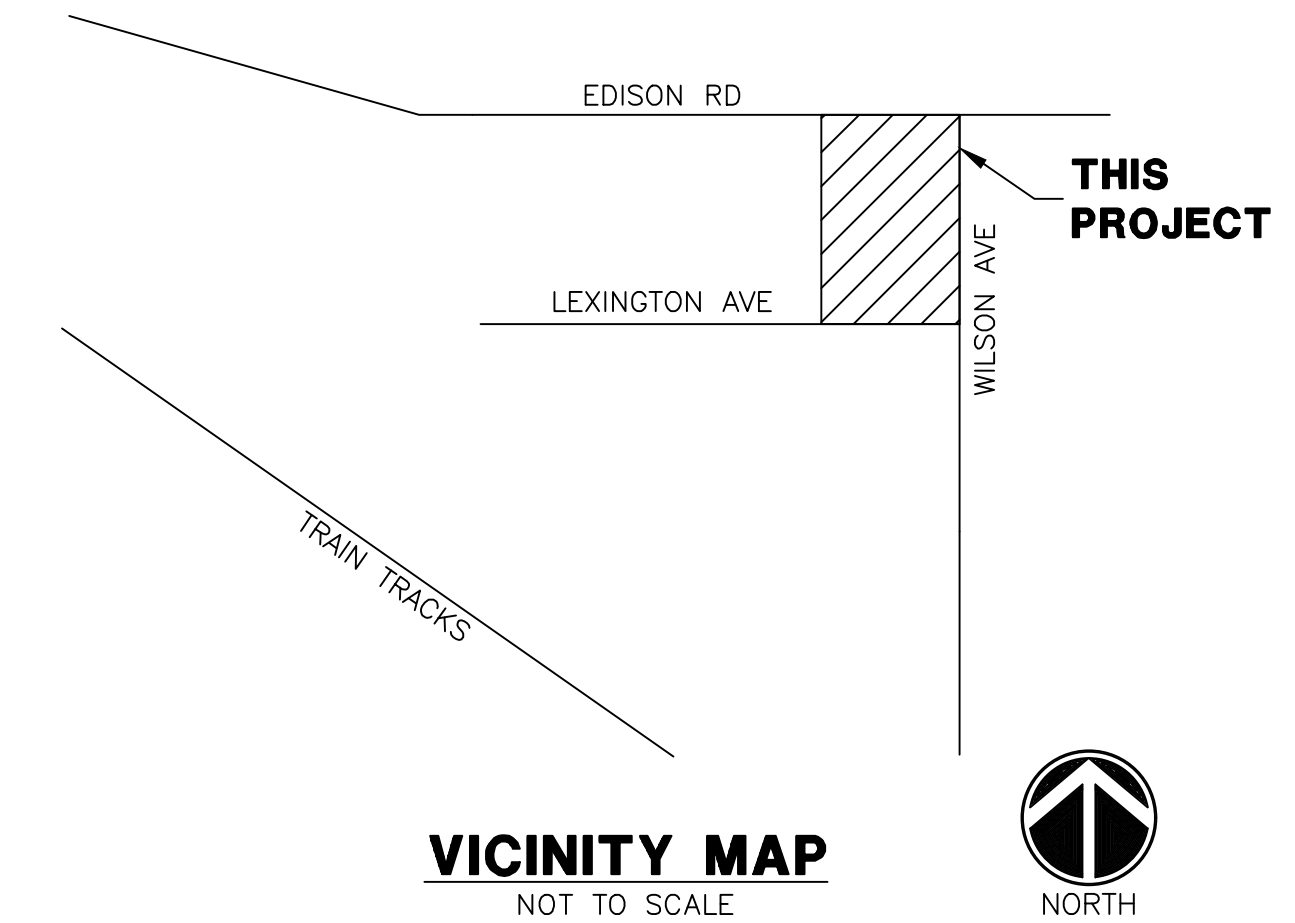 EDISON RD
THIS
PROJECT
WILSON AVE
LEXINGTON AVE
TRAIN TRACKS
VICINITY MAP
NOT TO SCALE
NORTH